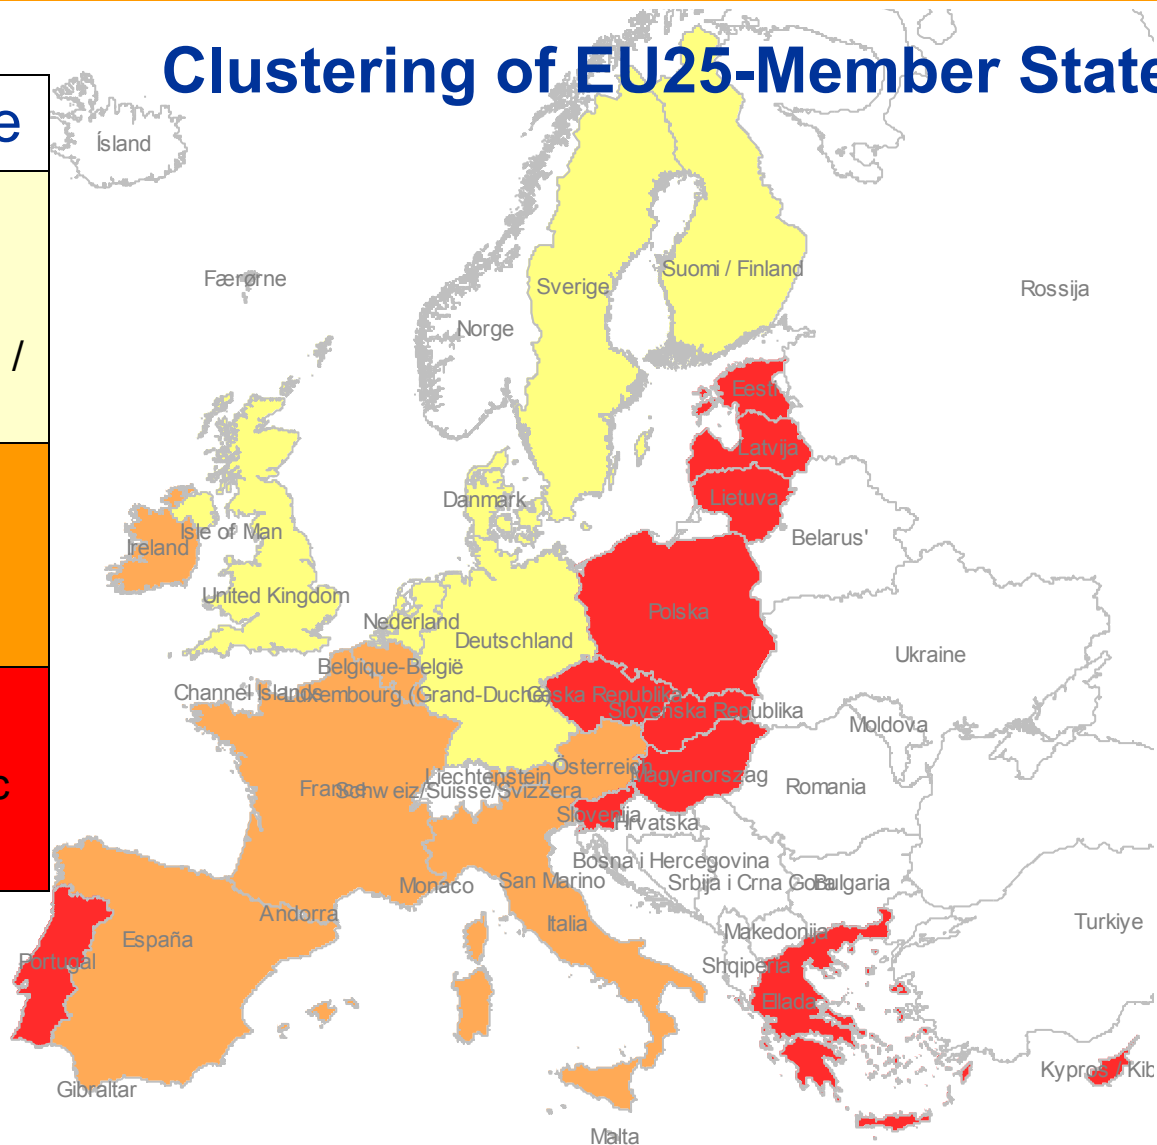 Clustering of EU25-Member State
e
/
c
Ísland
Færørne
Sverige
Suomi / Finland
Norge
Rossija
Eesti
Latvija
Lietuva
Danmark
Isle of Man
Ireland
Belarus'
United Kingdom
Nederland
Polska
Deutschland
Ukraine
Belgique-België
Channel Islands
Luxembourg (Grand-Duché)
Ceska Republika
Slovenska Republika
Moldova
Österreich
Liechtenstein
Magyarország
France
Schweiz/Suisse/Svizzera
Romania
Slovenija
Hrvatska
Bosna i Hercegovina
Monaco
San Marino
Srbija i Crna Gora
Bulgaria
Andorra
Italia
Makedonija
Turkiye
España
Portugal
Shqiperia
Ellada
Gibraltar
Kypros / Kib
Malta